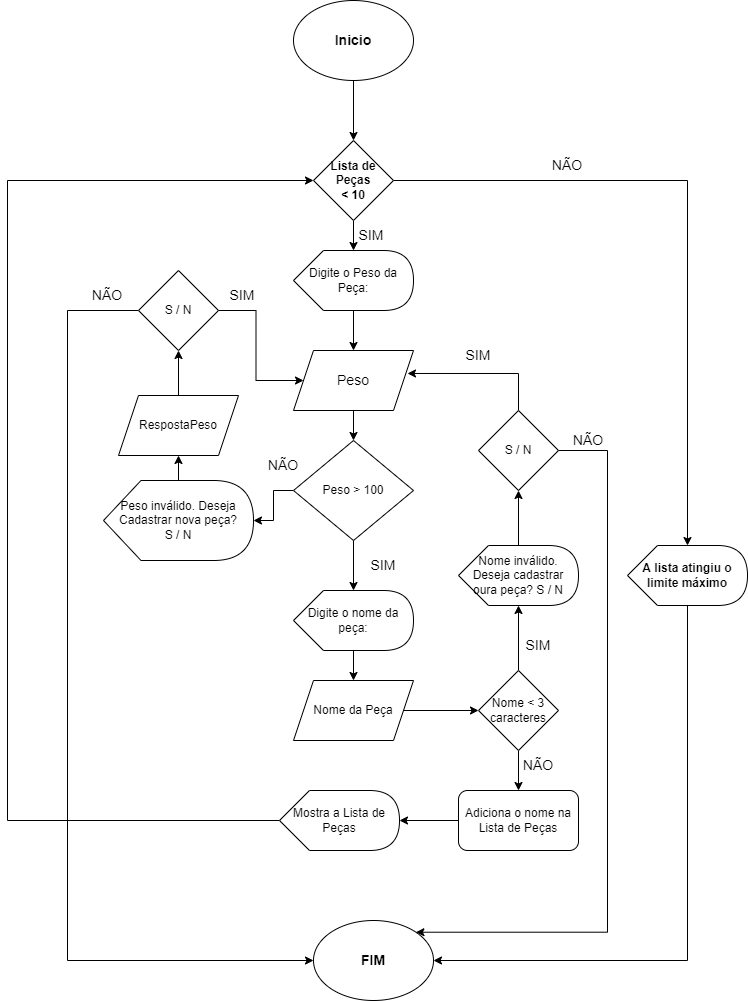 Inicio
Lista de
Peças
< 10
NÃO
SIM
Digite o Peso da
Peça:
NÃO
S / N
SIM
Peso
SIM
RespostaPeso
S / N
NÃO
NÃO
Peso > 100
Peso inválido. Deseja
Cadastrar nova peça?
S / N
SIM
Nome inválido.
Deseja cadastrar
oura peça? S / N
A lista atingiu o
limite máximo
Digite o nome da
peça:
SIM
Nome da Peça
Nome < 3
caracteres
NÃO
Mostra a Lista de
Peças
Adiciona o nome na
Lista de Peças
FIM